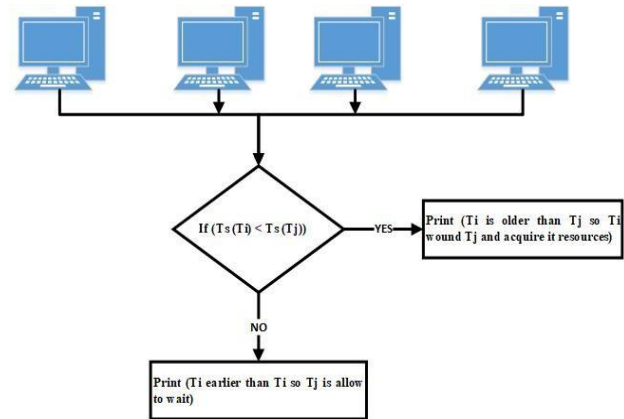 If (Ts(Ti) < Ts(Tj))
YES
Print (Ti is older than Tj so Ti
wound Tj and acquire it resources)
NO
Print (Ti earlier than Ti so Tj is allow
to wait)